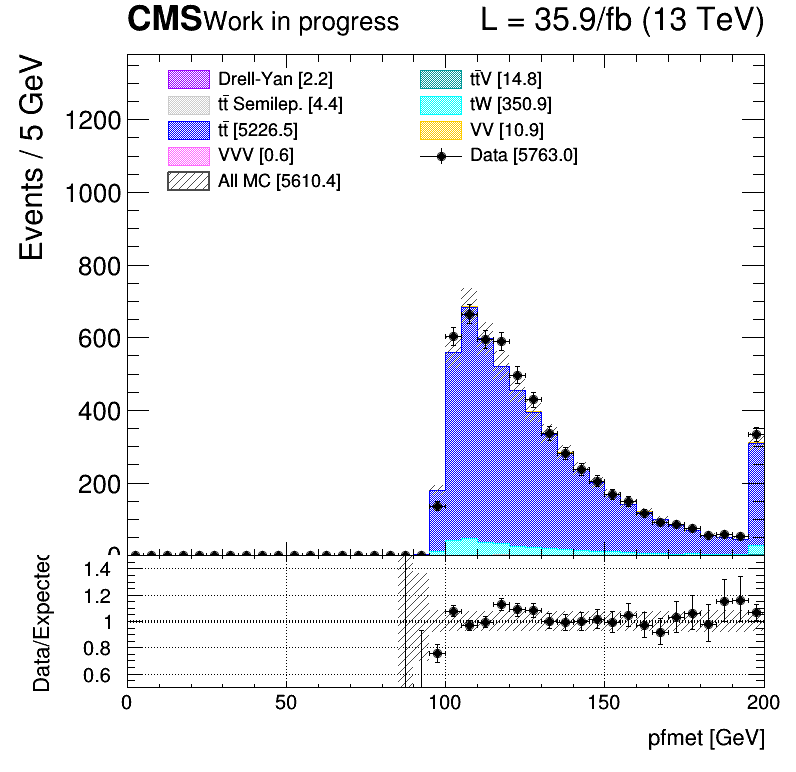 CMS Work in progress L = 35.9/fb (13 TeV)
Events / 5 GeV
Drell-Yan [2.2]
tt̄V [14.8]
tt̄ Semilep. [4.4]
tW [350.9]
tt̄ [5226.5]
VV [10.9]
VVV [0.6]
Data [5763.0]
All MC [5610.4]
1200
1000
800
600
400
200
0
Data/Expected
1.4
1.2
1
0.8
0.6
0 50 100 150 200
pfmet [GeV]